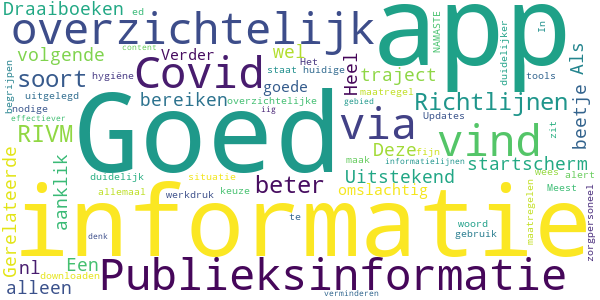 Draaiboeken ed
content
overzichtelijk
app
NAMASTE
In
duidelijker
volgende
Verder
wel
Het
soort
Covid
Heel
staat huidige
tools
beetje Als
begrijpen
uitgelegd
hygiëne
goede
traject
maatregel
nodige
bereiken
overzichtelijke
gebied
Richtlijnen
effectiever
Goed
iig
via
Updates
RIVM
maak
Deze
fijn
vind
zit
Gerelateerde
aanklik
duidelijk
situatie
Uitstekend
informatielijnen
startscherm
allemaal
werkdruk
beter
keuze
omslachtig
wees
alert
maatregelen
Meest
zorgpersoneel
informatie
te
woord
gebruik
nl
Een
denk
alleen
downloaden
Publieksinformatie
verminderen